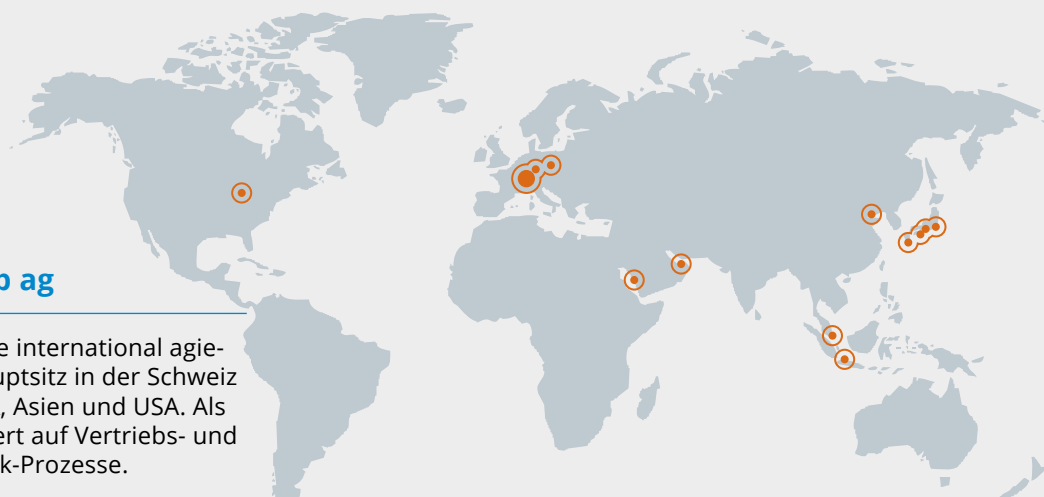 ag
e international agie-
uptsitz in der Schweiz
, Asien und USA. Als
ert auf Vertriebs- und
k-Prozesse.